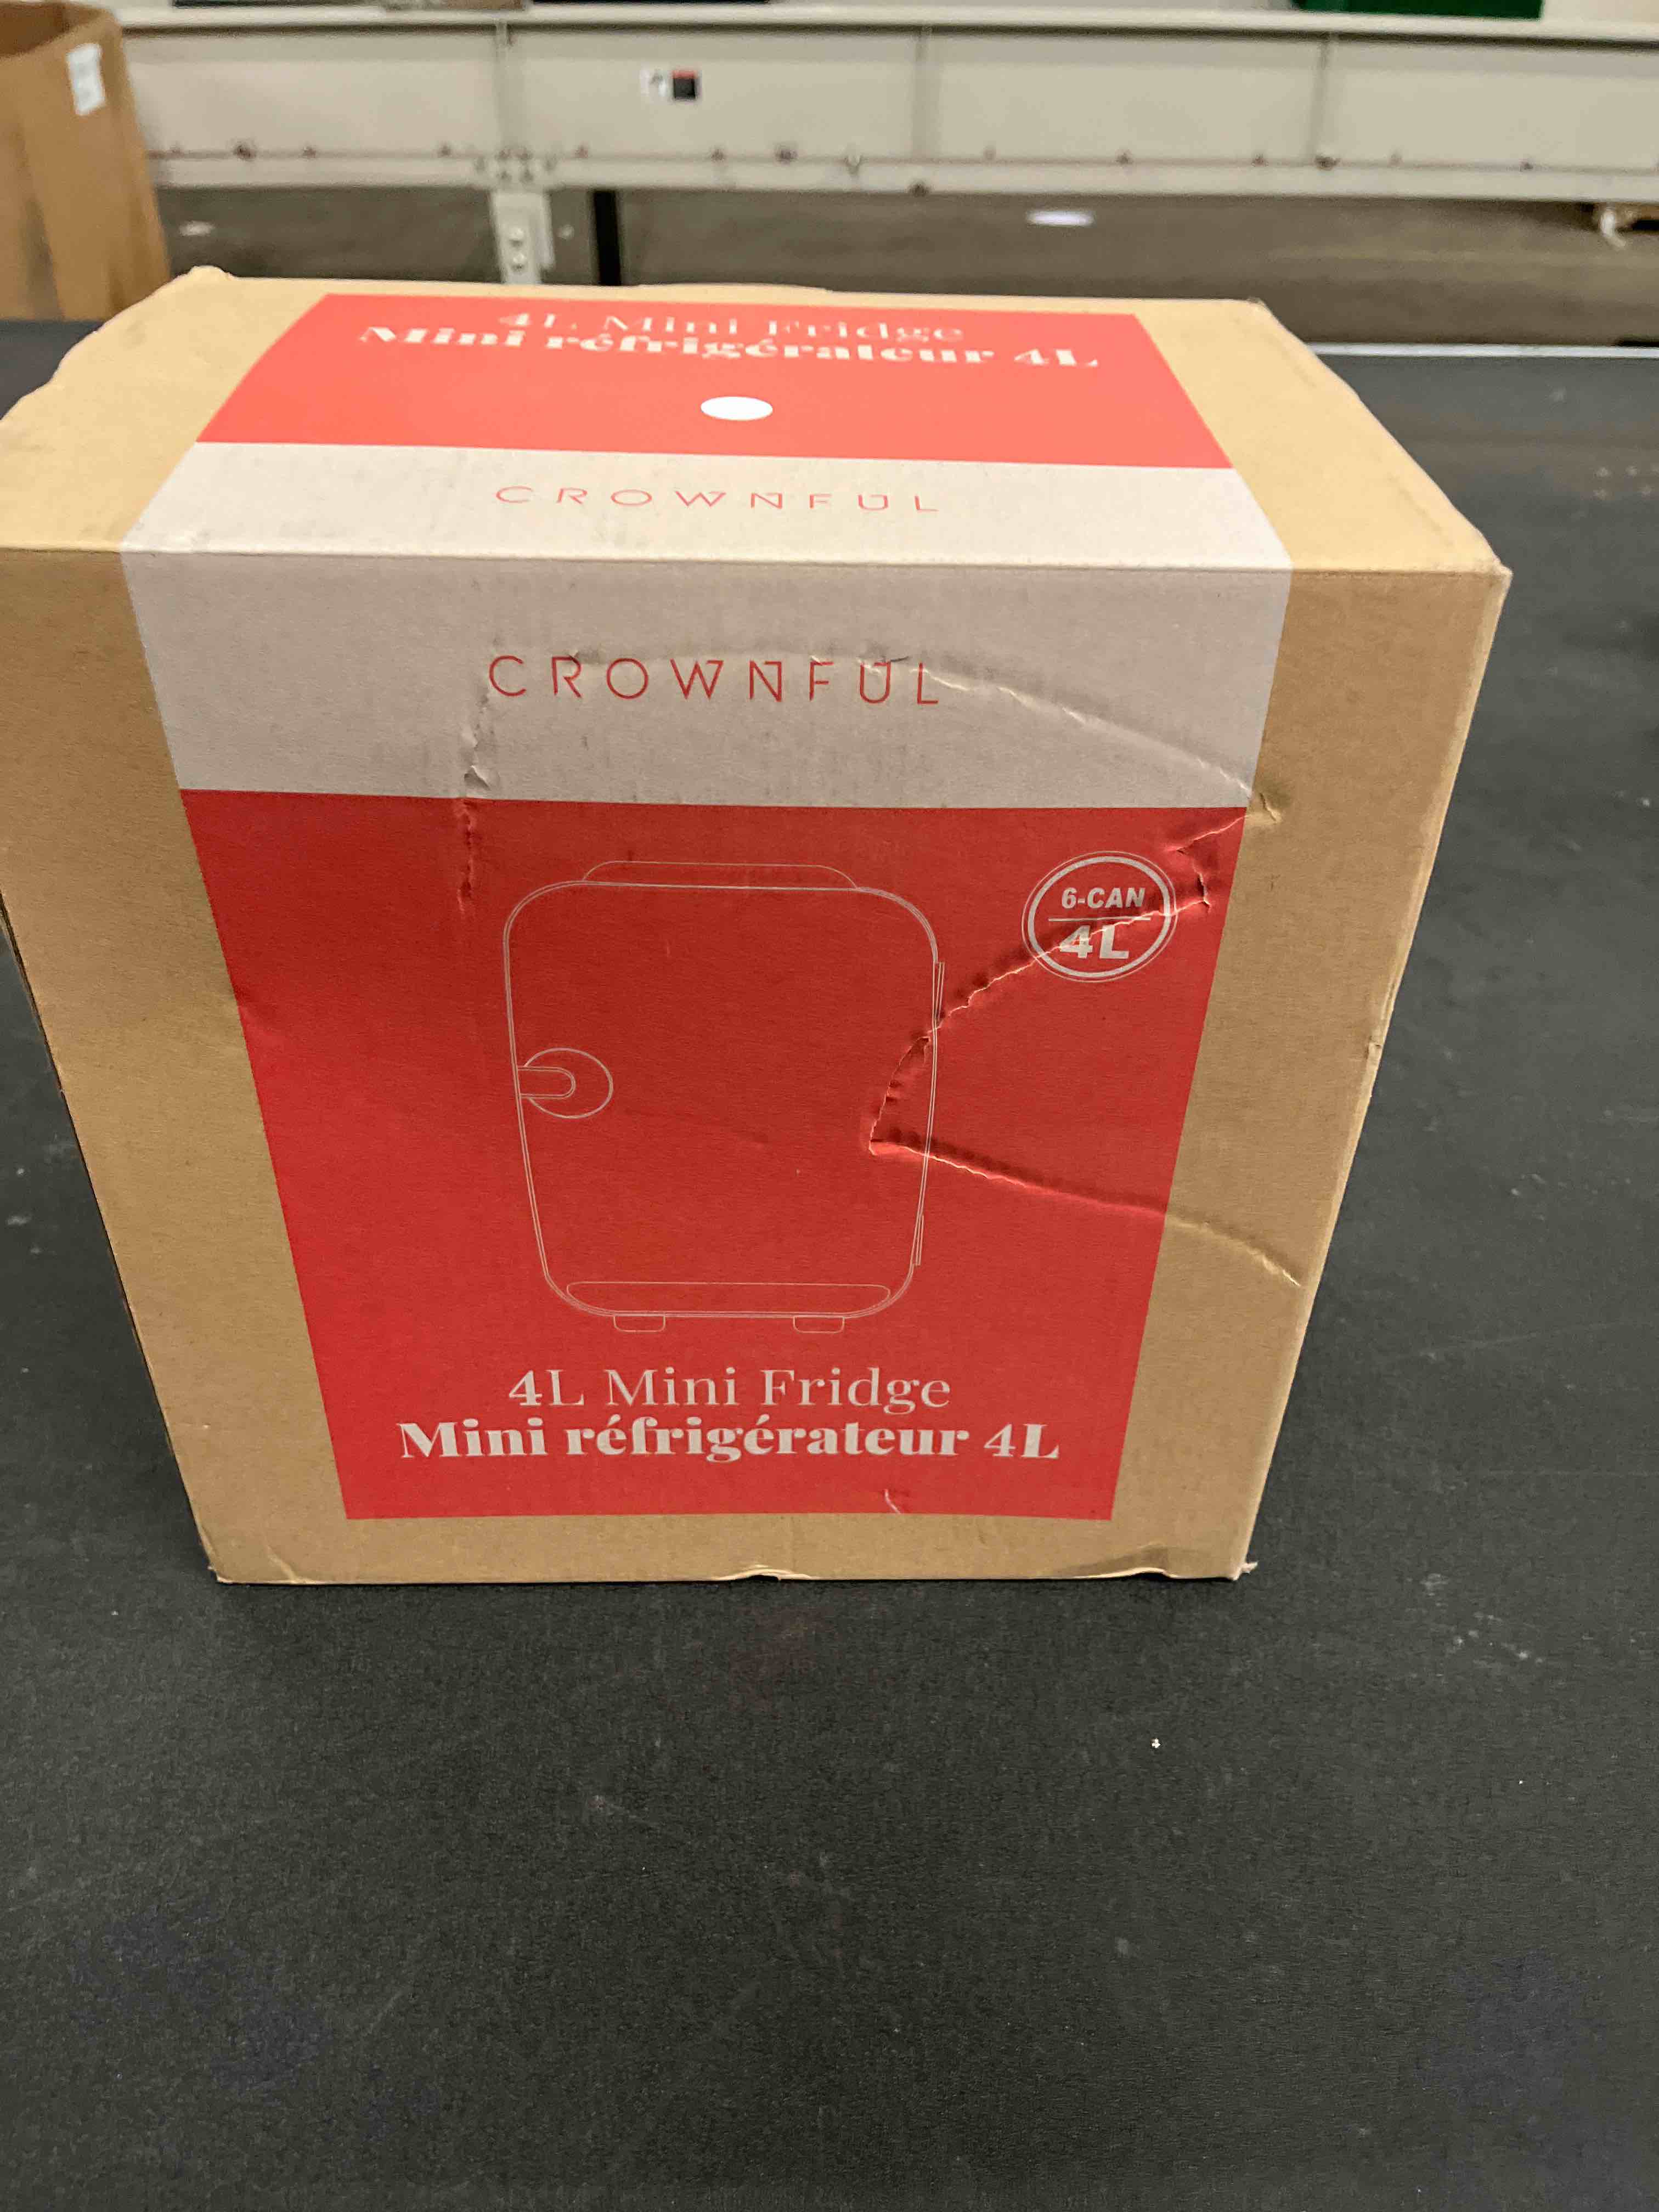 4L Mini Fridge
Mini réfrigérateur 4L
CROWNFUL
CROWNFUL
6-CAN
4L
4L Mini Fridge
Mini réfrigérateur 4L